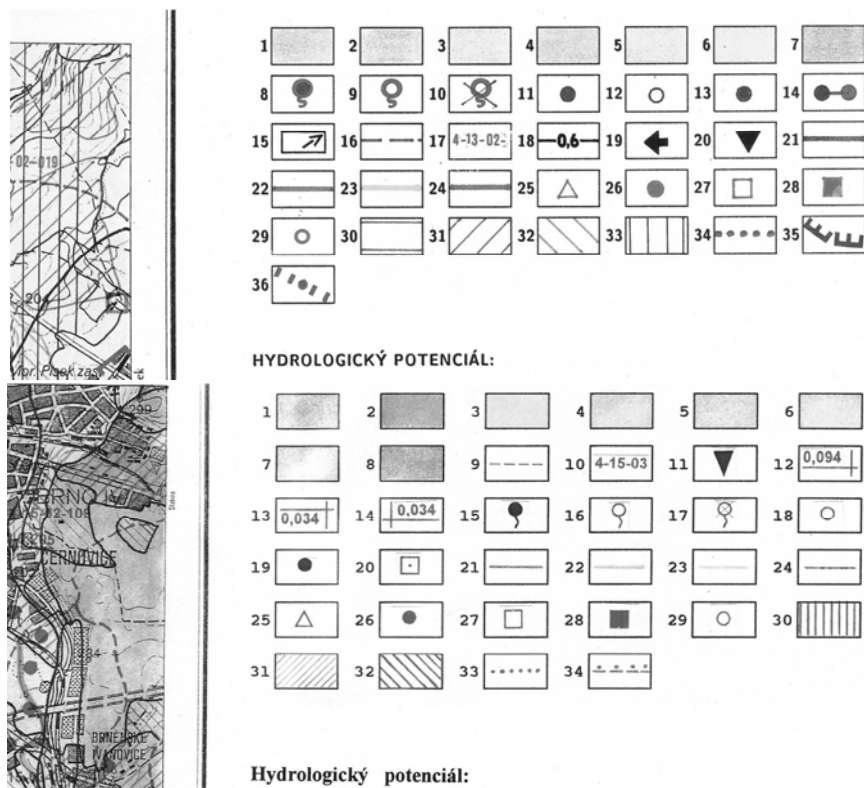 1 2 3 4 5 6 7
8 9 10 11 12 13 14
15 16 17 4-13-02- 18 0,6 19 20 21
22 23 24 25 26 27 28
29 30 31 32 33 34 35
36
02-019
204
HYDROLOGICKÝ POTENCIÁL:
1 2 3 4 5 6
7 8 9 10 4-15-03 11 12 0,094
13 0,034 14 0,034 15 16 17 18
19 20 21 22 23 24
25 26 27 28 29 30
31 32 33 34
299
ČERNOVICE
BRNĚNSKÉ
IVANOVICE
Hydrologický potenciál: